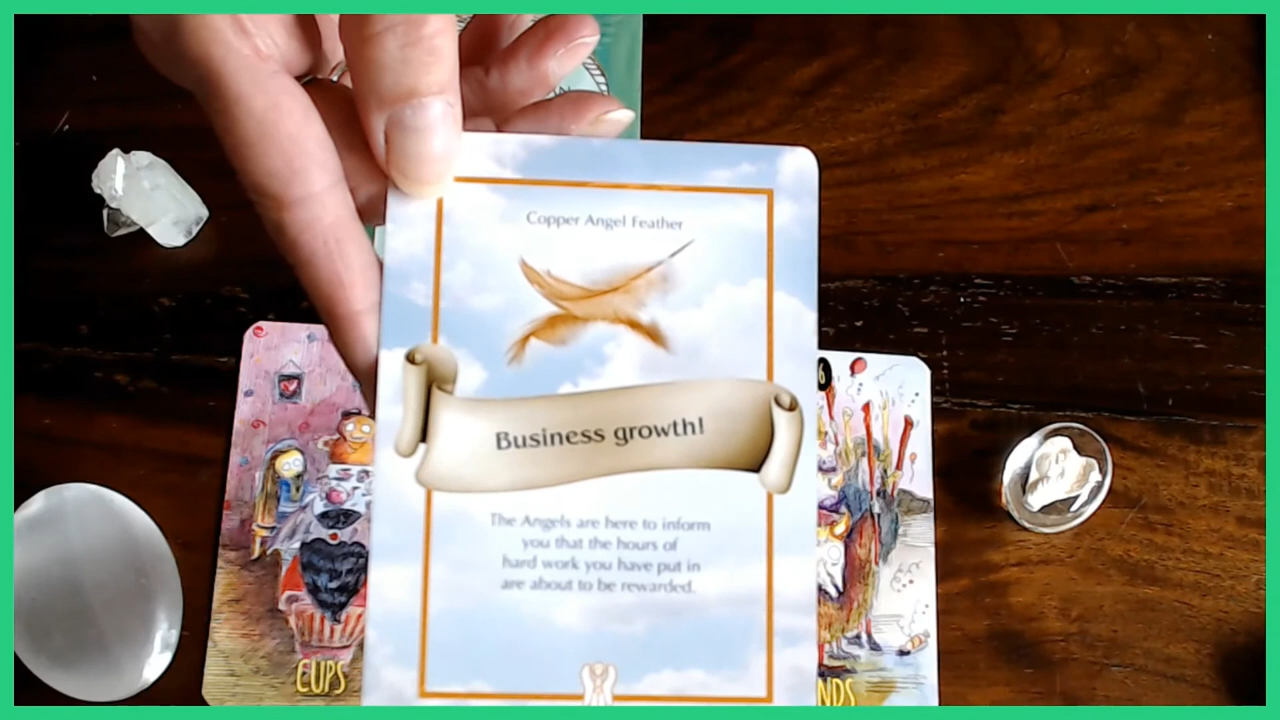 Copper Angel Feather
Business growth!
The Angels are here to inform
you that the hours of
hard work you have put in
are about to be rewarded.
6
CUPS
NDS